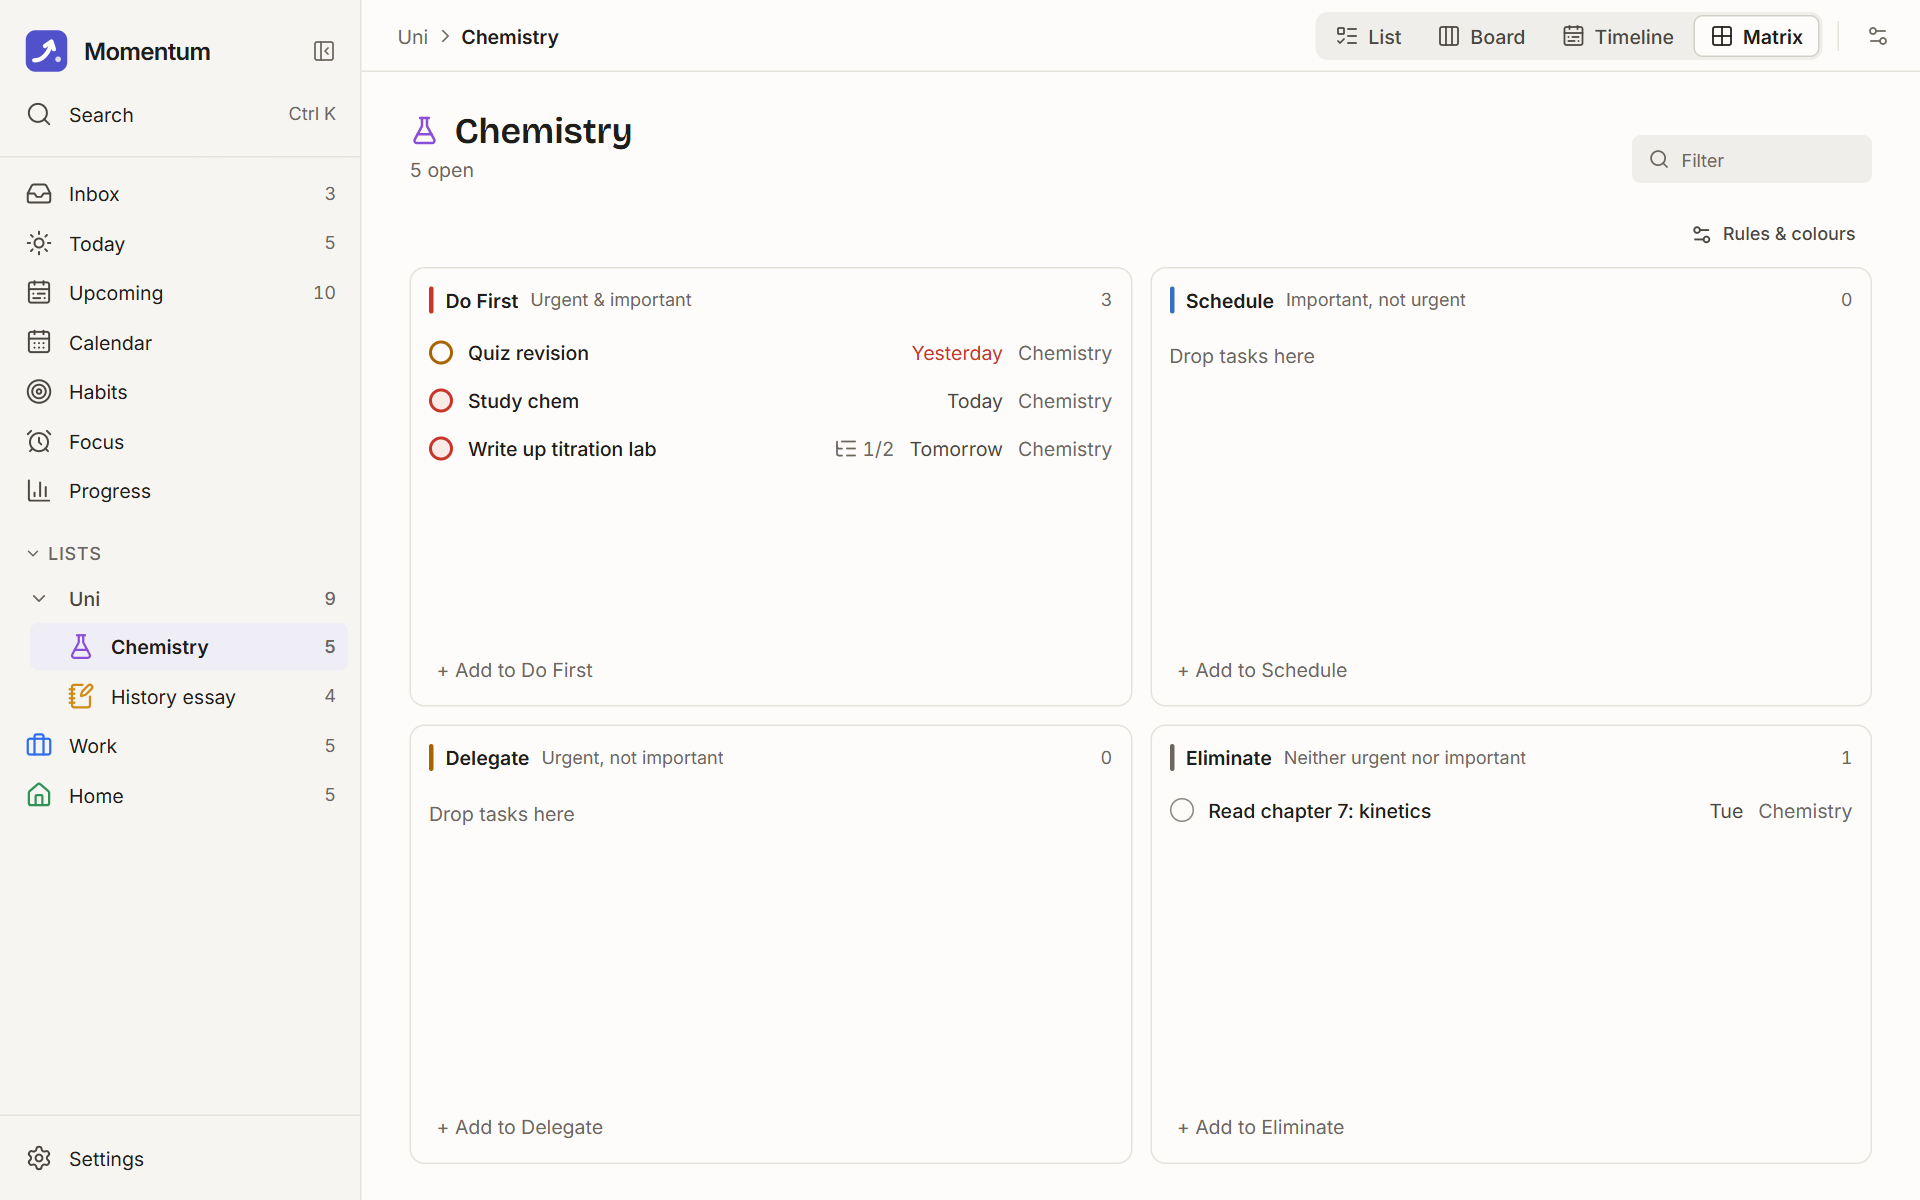 Momentum
Search Ctrl K
Inbox 3
Today 5
Upcoming 10
Calendar
Habits
Focus
Progress
LISTS
Uni 9
Chemistry 5
History essay 4
Work 5
Home 5
Settings
Uni > Chemistry
List Board Timeline Matrix
Chemistry
5 open
Filter
Rules & colours
Do First Urgent & important 3
Quiz revision Yesterday Chemistry
Study chem Today Chemistry
Write up titration lab 1/2 Tomorrow Chemistry
+ Add to Do First
Schedule Important, not urgent 0
Drop tasks here
+ Add to Schedule
Delegate Urgent, not important 0
Drop tasks here
+ Add to Delegate
Eliminate Neither urgent nor important 1
Read chapter 7: kinetics Tue Chemistry
+ Add to Eliminate